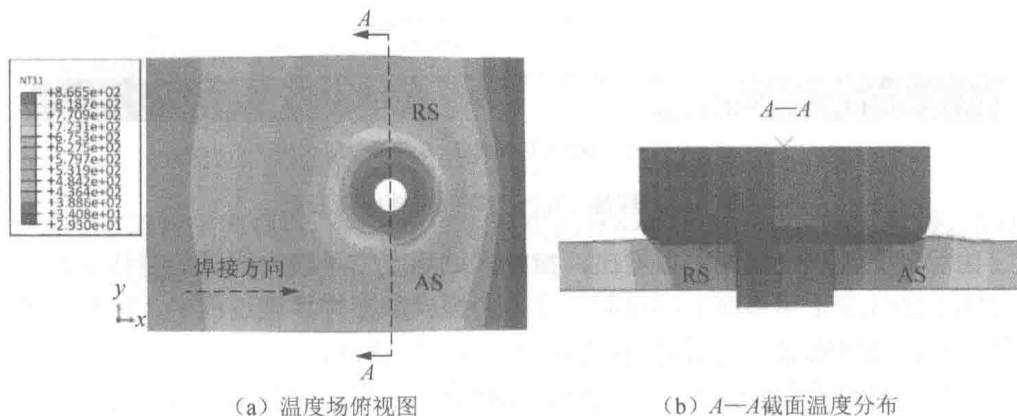 A
NT11
+8.665e+02
+8.187e+02
+7.709e+02
+7.231e+02
+6.753e+02
+6.275e+02
+5.797e+02
+5.319e+02
+4.842e+02
+4.364e+02
+3.886e+02
+3.408e+01
+2.930e+01
RS
焊接方向
AS
y
x
A
(a) 温度场俯视图
A—A
RS
AS
(b) A—A截面温度分布